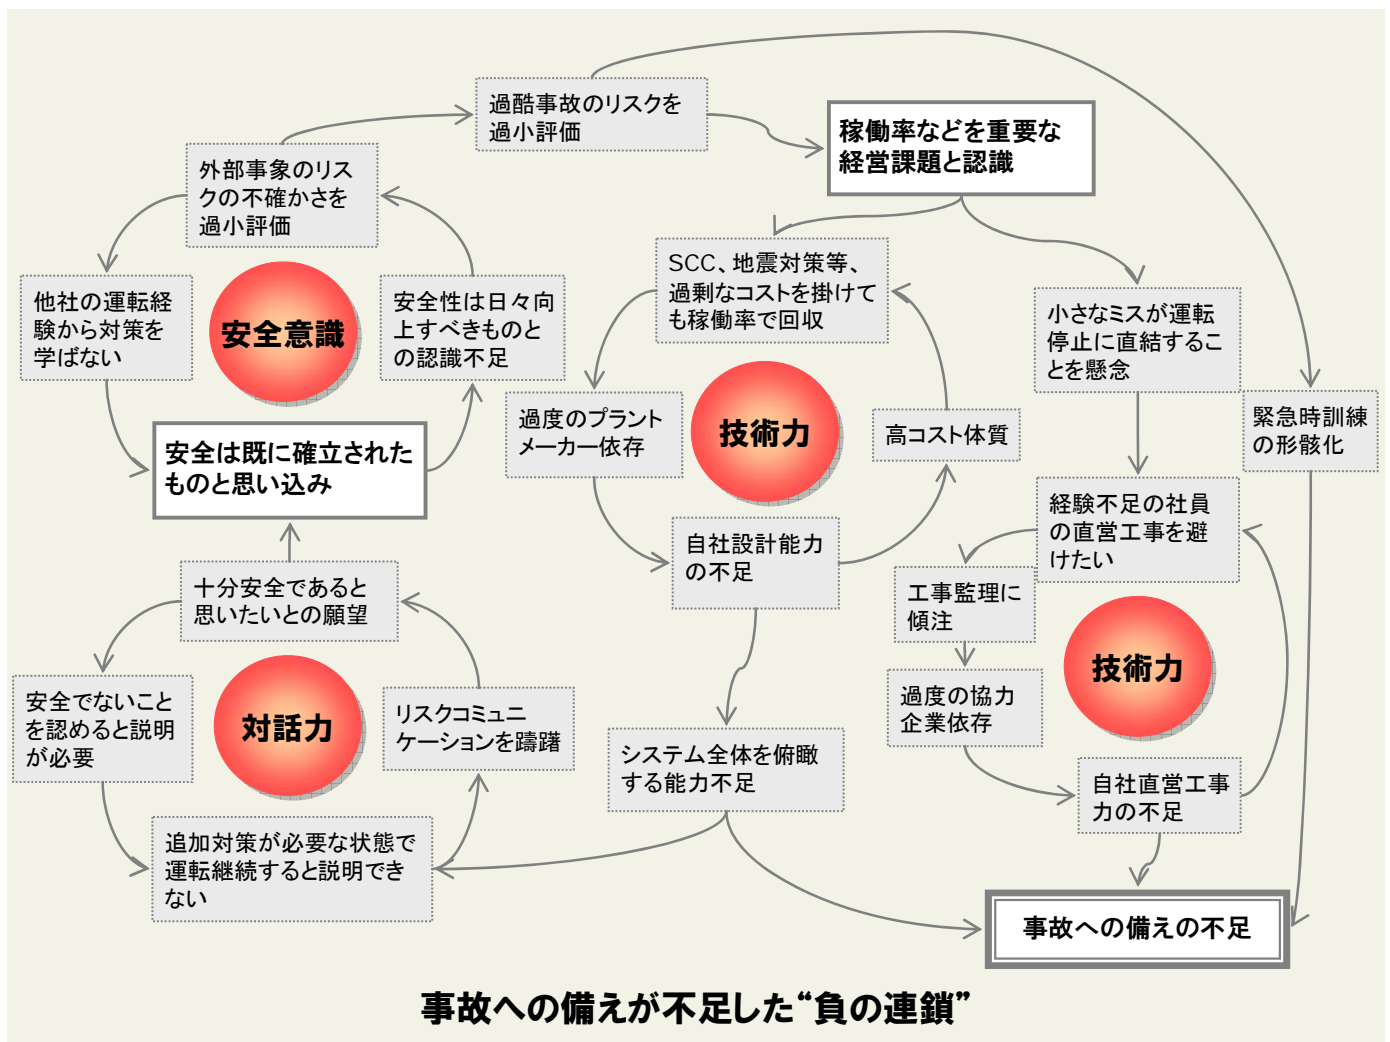 過酷事故のリスクを
過小評価
稼働率などを重要な
経営課題と認識
外部事象のリス
クの不確かさを
過小評価
他社の運転経
験から対策を
学ばない
安全意識
安全性は日々向
上すべきものと
の認識不足
安全は既に確立された
ものと思い込み
SCC、地震対策等、
過剰なコストを掛けて
も稼働率で回収
過度のプラント
メーカー依存
技術力
高コスト体質
自社設計能力
の不足
小さなミスが運転
停止に直結するこ
とを懸念
緊急時訓練
の形骸化
経験不足の社員
の直営工事を避
けたい
工事監理に
傾注
技術力
過度の協力
企業依存
自社直営工事
力の不足
十分安全であると
思いたいとの願望
安全でないこと
を認めると説明
が必要
対話力
リスクコミュニ
ケーションを躊躇
追加対策が必要な状態で
運転継続すると説明でき
ない
システム全体を俯瞰
する能力不足
事故への備えの不足
事故への備えが不足した“負の連鎖”